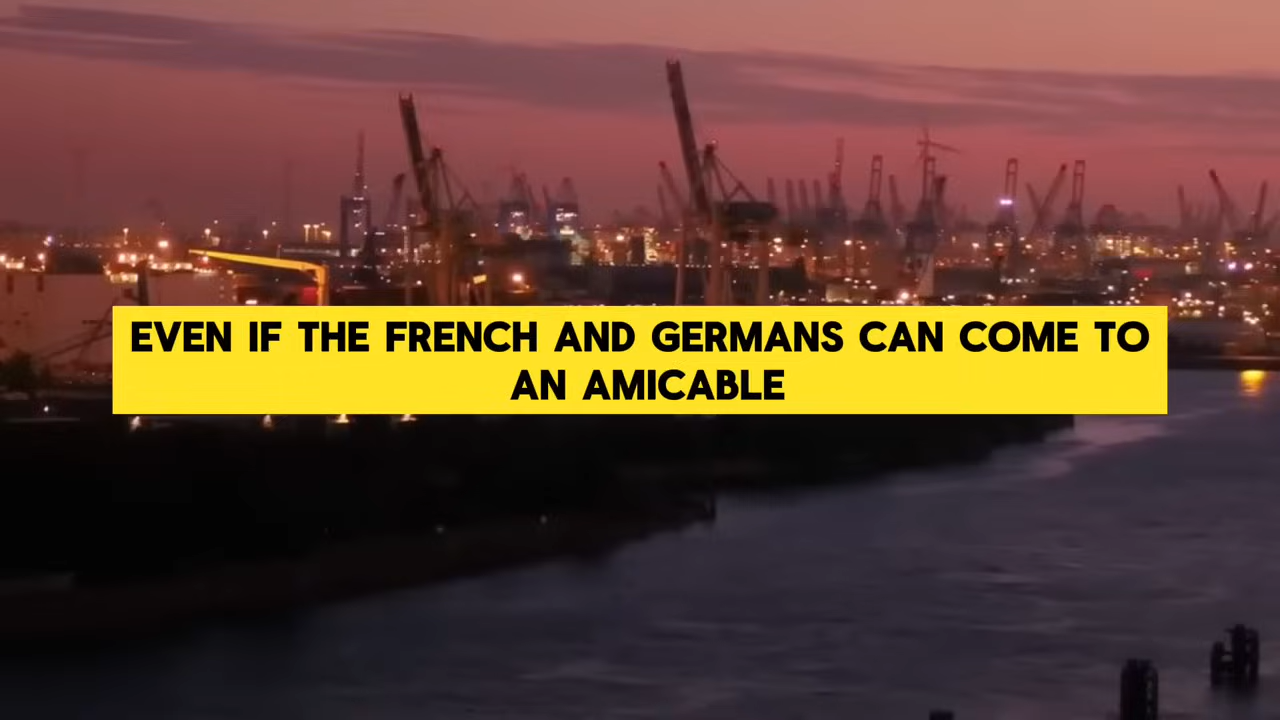 EVEN IF THE FRENCH AND GERMANS CAN COME TO
AN AMICABLE